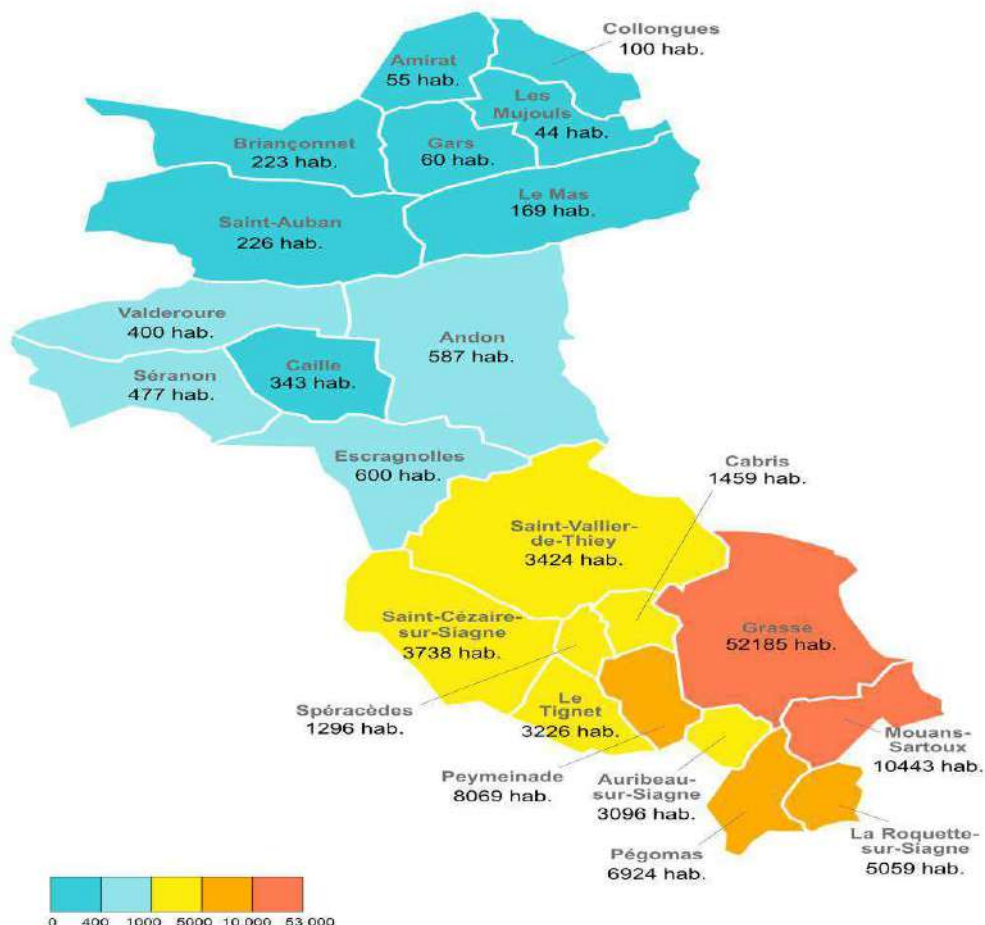 Collongues
100 hab.
Amirat
55 hab.
Les
Mujouls
44 hab.
Briançonnet
223 hab.
Gars
60 hab.
Le Mas
169 hab.
Saint-Auban
226 hab.
Valderoure
400 hab.
Andon
587 hab.
Caille
343 hab.
Séranon
477 hab.
Escragnolles
600 hab.
Cabris
1459 hab.
Saint-Vallier-
de-Thiey
3424 hab.
Saint-Cézaire-
sur-Siagne
3738 hab.
Grasse
52185 hab.
Spéracèdes
1296 hab.
Le
Tignet
3226 hab.
Mouans-
Sartoux
10443 hab.
Peymeinade
8069 hab.
Auribeau-
sur-Siagne
3096 hab.
La Roquette-
sur-Siagne
5059 hab.
Pégomas
6924 hab.
0 400 1000 5000 10 000 53 000